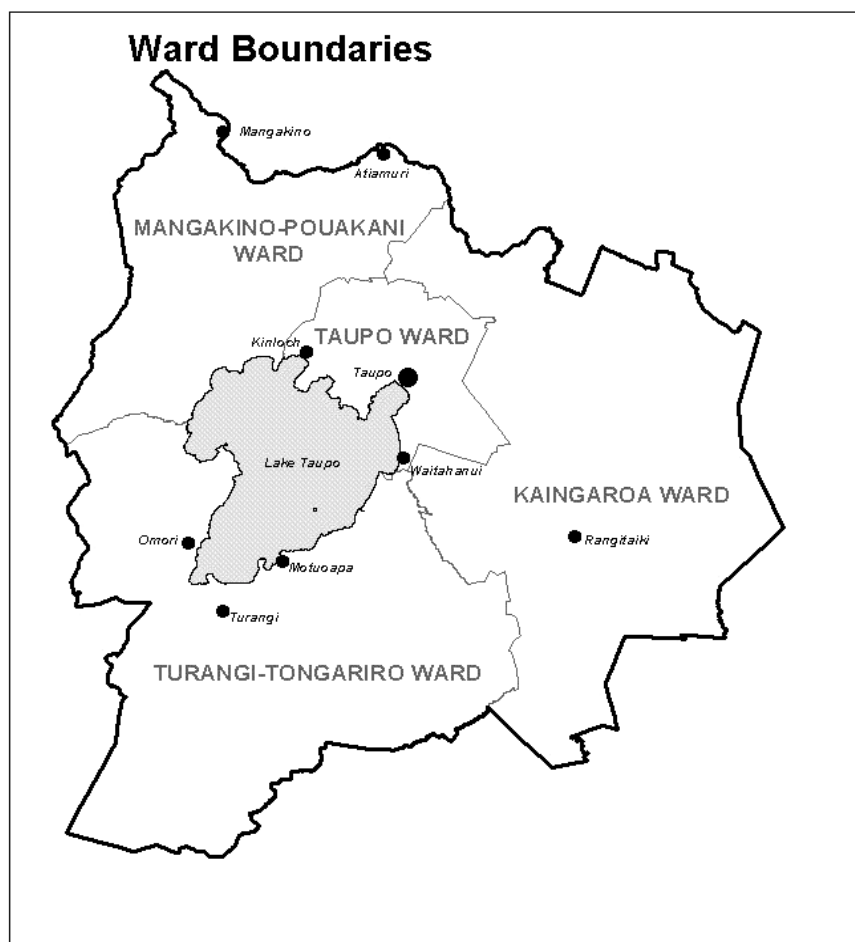 Ward Boundaries
Mangakino
Atiamuri
MANGAKINO-POUAKANI
WARD
Kinloch
TAUPO WARD
Taupo
Lake Taupo
Waitahanui
KAINGAROA WARD
Omori
Rangitaiki
Motuoapa
Turangi
TURANGI-TONGARIRO WARD